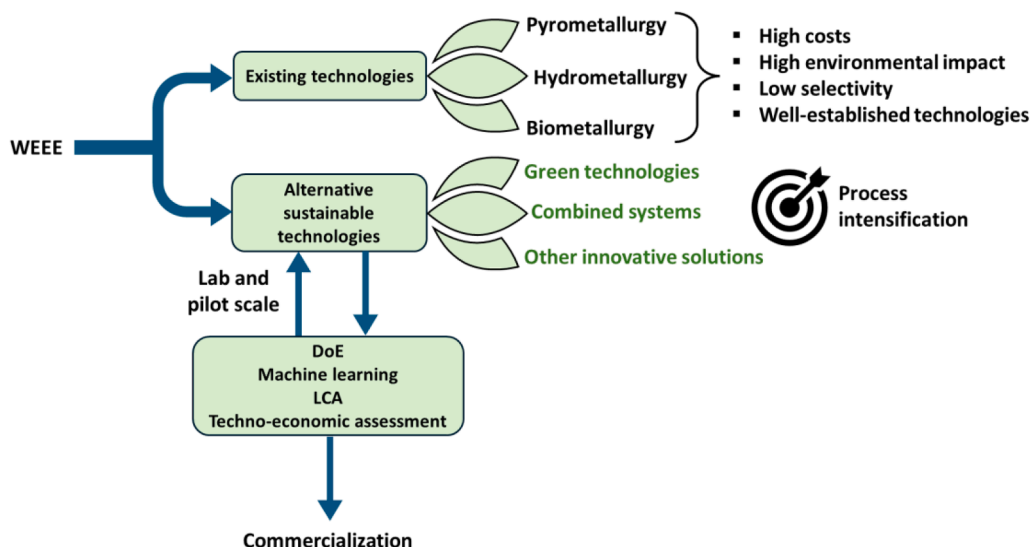 Pyrometallurgy
Existing technologies
Hydrometallurgy
Biometallurgy
▪ High costs
▪ High environmental impact
▪ Low selectivity
▪ Well-established technologies
WEEE
Alternative
sustainable
technologies
Green technologies
Combined systems
Other innovative solutions
Process
intensification
Lab and
pilot scale
DoE
Machine learning
LCA
Techno-economic assessment
Commercialization